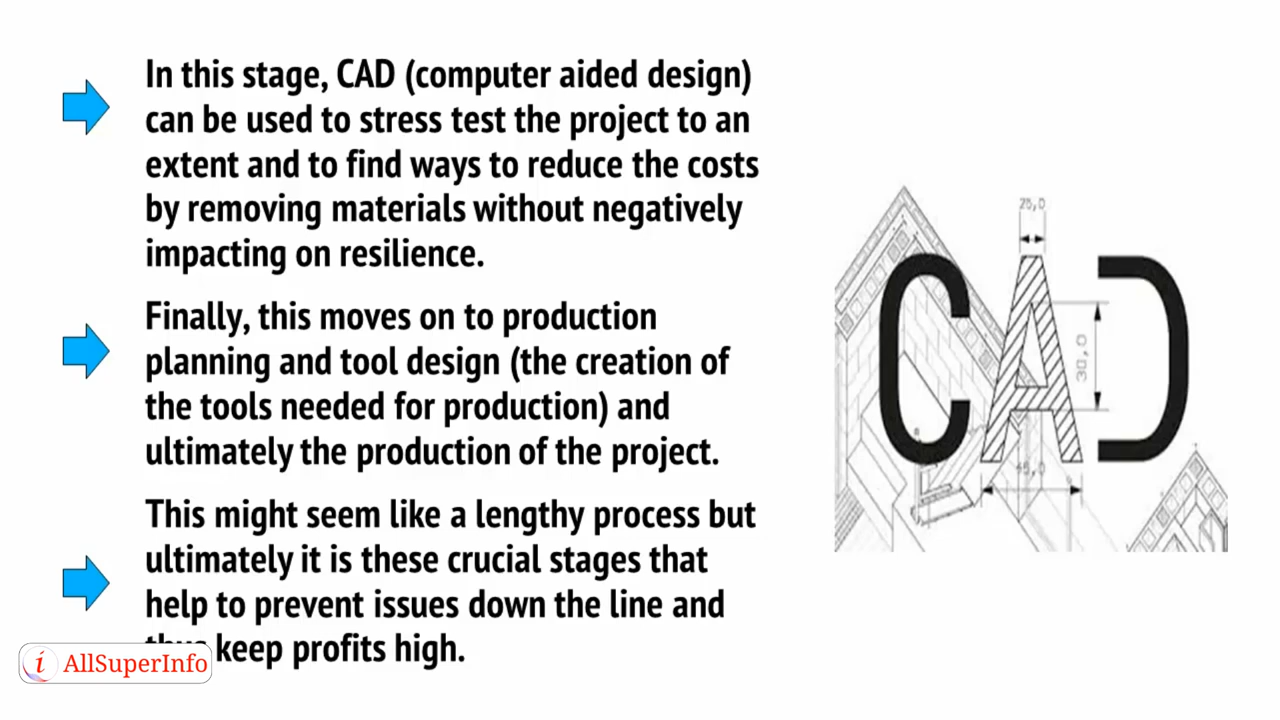 In this stage, CAD (computer aided design)
can be used to stress test the project to an
extent and to find ways to reduce the costs
by removing materials without negatively
impacting on resilience.
Finally, this moves on to production
planning and tool design (the creation of
the tools needed for production) and
ultimately the production of the project.
This might seem like a lengthy process but
ultimately it is these crucial stages that
help to prevent issues down the line and
keep profits high.
i AllSuperInfo
25,0
CAD
30,0
45,0